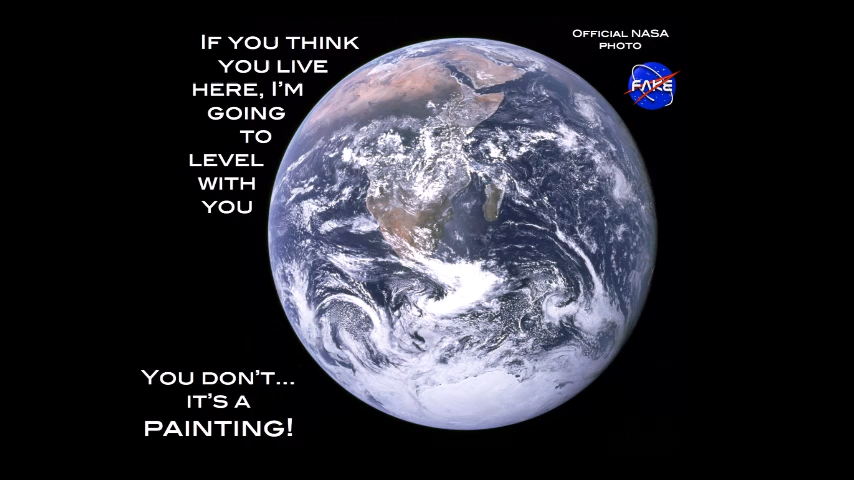 If you think
you live
here, I'm
going
to
level
with
you
Official NASA
photo
FAKE
You don't...
it's a
painting!